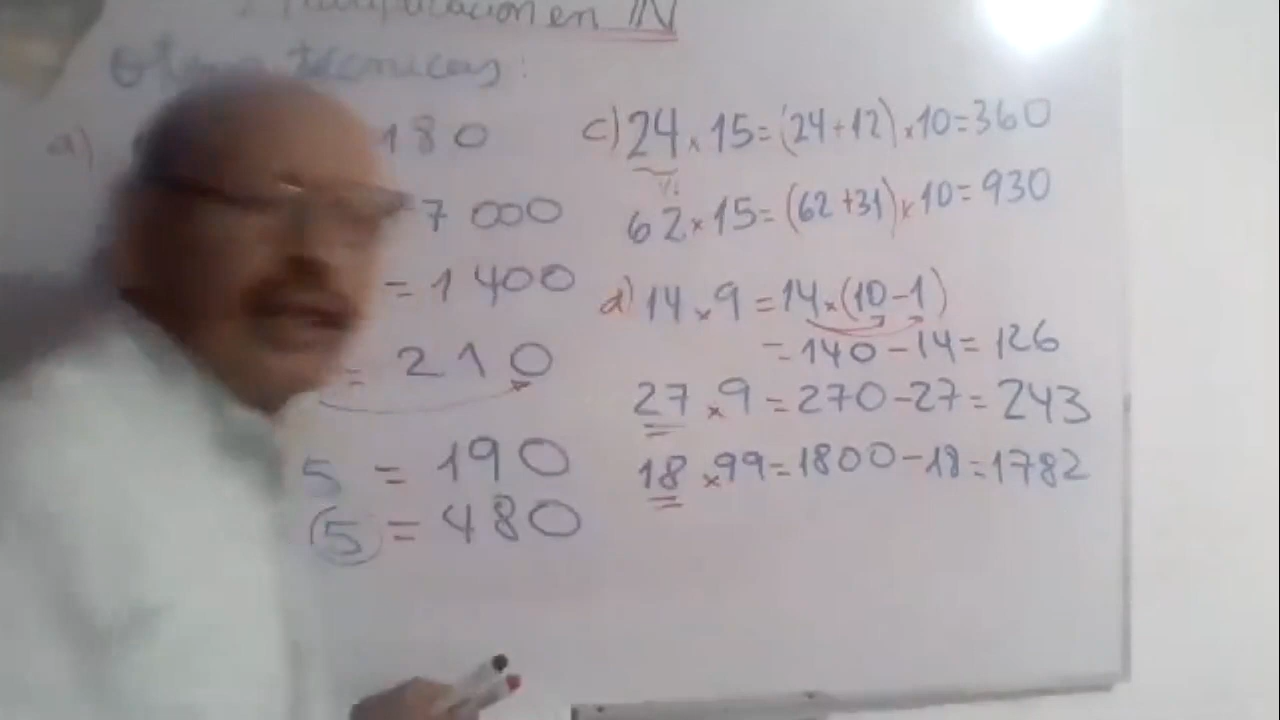 en IN
técnicas:
a) 180
7 000
= 1 400
= 210
5 = 190
5 = 480
c) 24 × 15 = (24 + 12) × 10 = 360
62 × 15 = (62 + 31) × 10 = 930
d) 14 × 9 = 14 × (10 - 1)
= 140 - 14 = 126
27 × 9 = 270 - 27 = 243
18 × 99 = 1800 - 18 = 1782